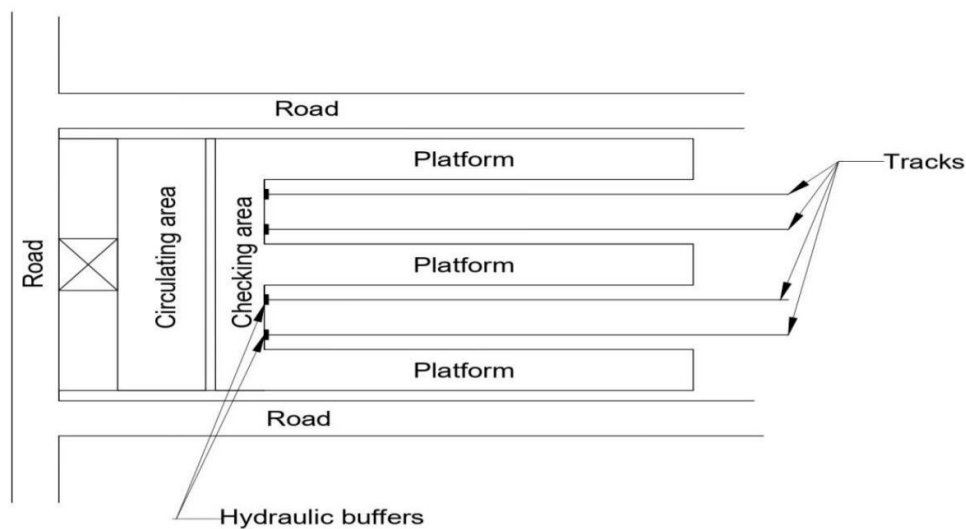 Road
Platform
Tracks
Road
Circulating area
Checking area
Platform
Platform
Road
Hydraulic buffers